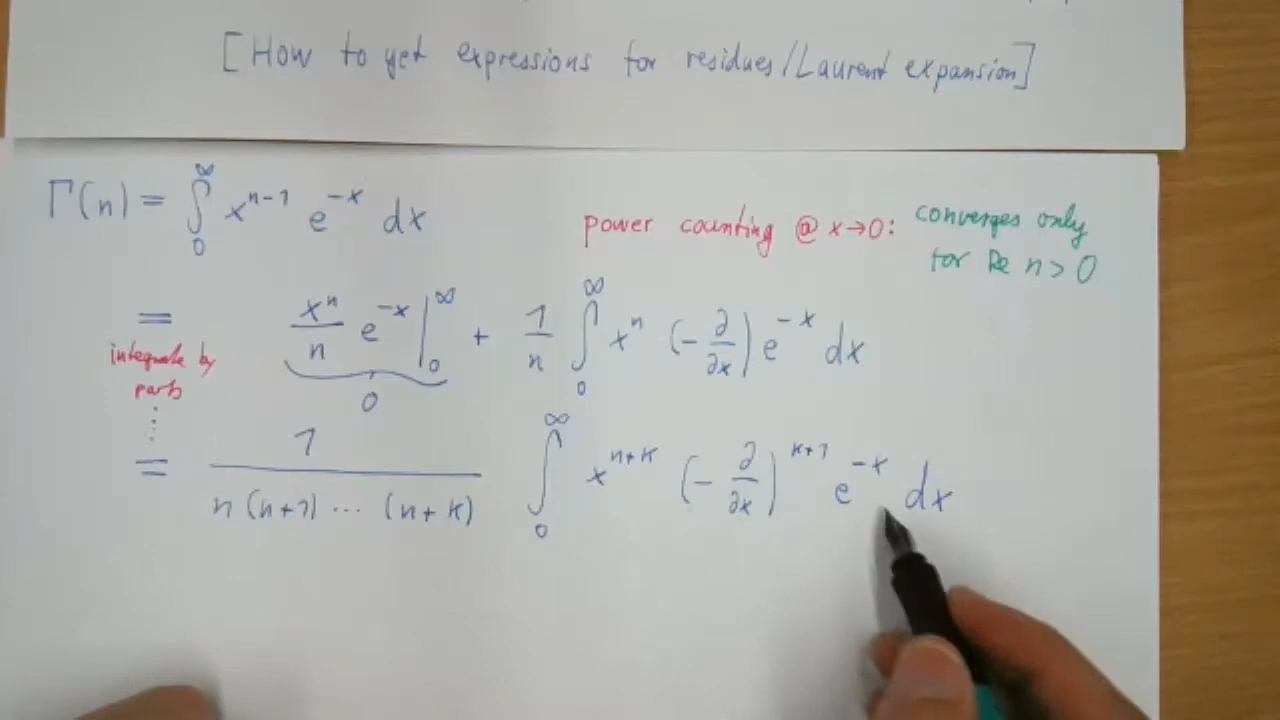 [How to get expressions for residues/Laurent expansion]
Γ(n) = ∫₀^∞ x^{n-1} e^{-x} dx
power counting @ x→0: converges only for Re n > 0
= x^n/n e^{-x} |₀^∞ + 1/n ∫₀^∞ x^n (-∂/∂x) e^{-x} dx
integrate by parts
0
⋮
= 1/(n(n+1) ⋯ (n+k)) ∫₀^∞ x^{n+k} (-∂/∂x)^{k+1} e^{-x} dx